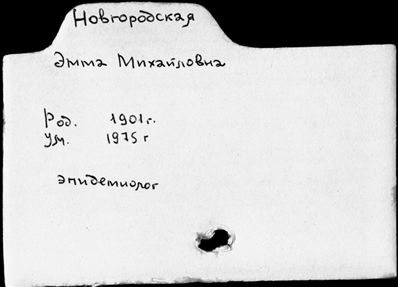 Новгородская
Эмма Михайловна
Род. 1901 г.
ум. 1975 г
эпидемиолог